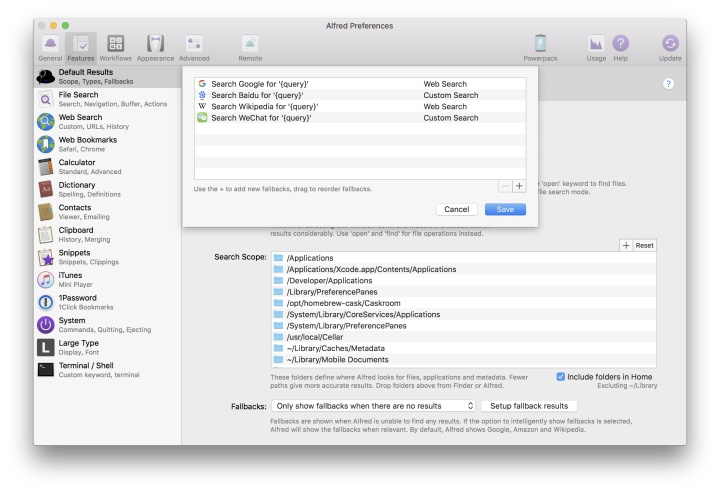 Alfred Preferences
General Features Workflows Appearance Advanced Remote Powerpack Usage Help Update
Default Results
Scope, Types, Fallbacks
File Search
Search, Navigation, Buffer, Actions
Web Search
Custom, URLs, History
Web Bookmarks
Safari, Chrome
Calculator
Standard, Advanced
Dictionary
Spelling, Definitions
Contacts
Viewer, Emailing
Clipboard
History, Merging
Snippets
Snippets, Clippings
iTunes
Mini Player
1Password
1Click Bookmarks
System
Commands, Quitting, Ejecting
Large Type
Display, Font
Terminal / Shell
Custom keyword, terminal
Search Google for '{query}' Web Search
Search Baidu for '{query}' Custom Search
Search Wikipedia for '{query}' Web Search
Search WeChat for '{query}' Custom Search
Use the + to add new fallbacks, drag to reorder fallbacks.
Cancel Save
?
'open' keyword to find files.
file search mode.
results considerably. Use 'open' and 'find' for file operations instead.
+ Reset
Search Scope:
/Applications
/Applications/Xcode.app/Contents/Applications
/Developer/Applications
/Library/PreferencePanes
/opt/homebrew-cask/Caskroom
/System/Library/CoreServices/Applications
/System/Library/PreferencePanes
/usr/local/Cellar
~/Library/Caches/Metadata
~/Library/Mobile Documents
These folders define where Alfred looks for files, applications and metadata. Fewer
paths give more accurate results. Drop folders above from Finder or Alfred.
Include folders in Home
Excluding ~/Library
Fallbacks: Only show fallbacks when there are no results Setup fallback results
Fallbacks are shown when Alfred is unable to find any results. If the option to intelligently show fallbacks is selected,
Alfred will show the fallbacks when relevant. By default, Alfred shows Google, Amazon and Wikipedia.